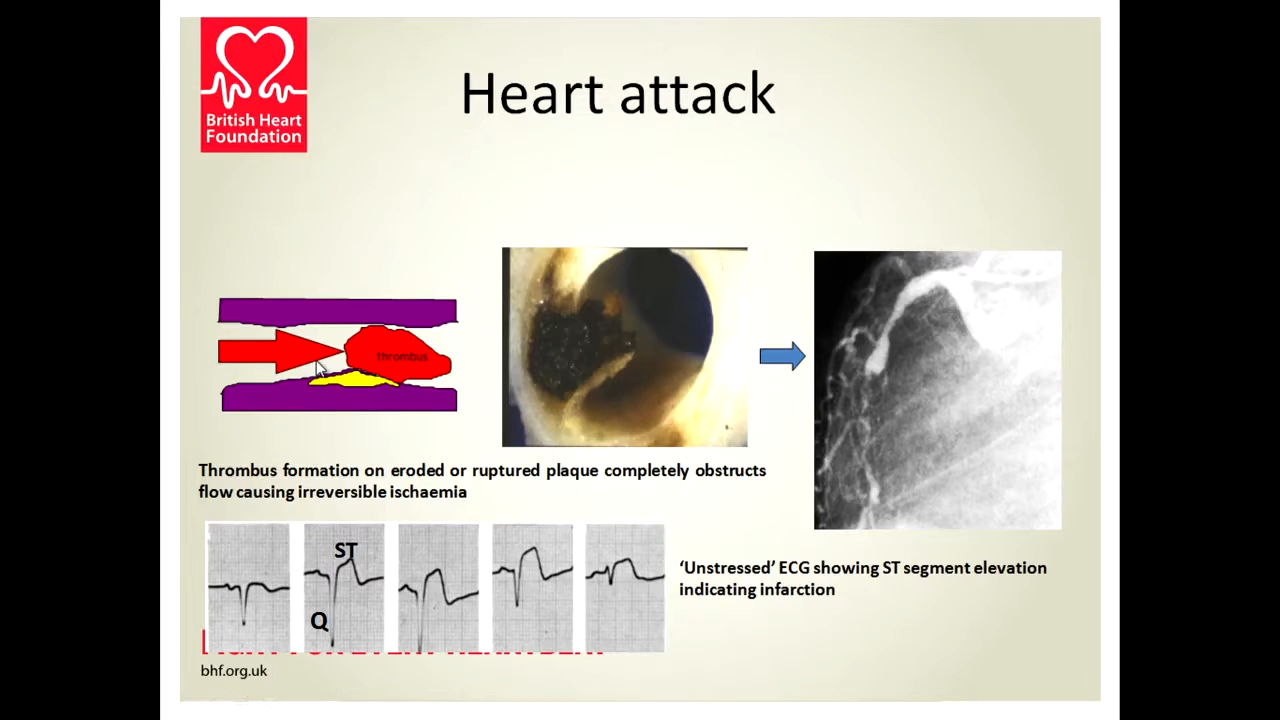 British Heart
Foundation
Heart attack
thrombus
Thrombus formation on eroded or ruptured plaque completely obstructs
flow causing irreversible ischaemia
ST
Q
‘Unstressed’ ECG showing ST segment elevation
indicating infarction
bhf.org.uk